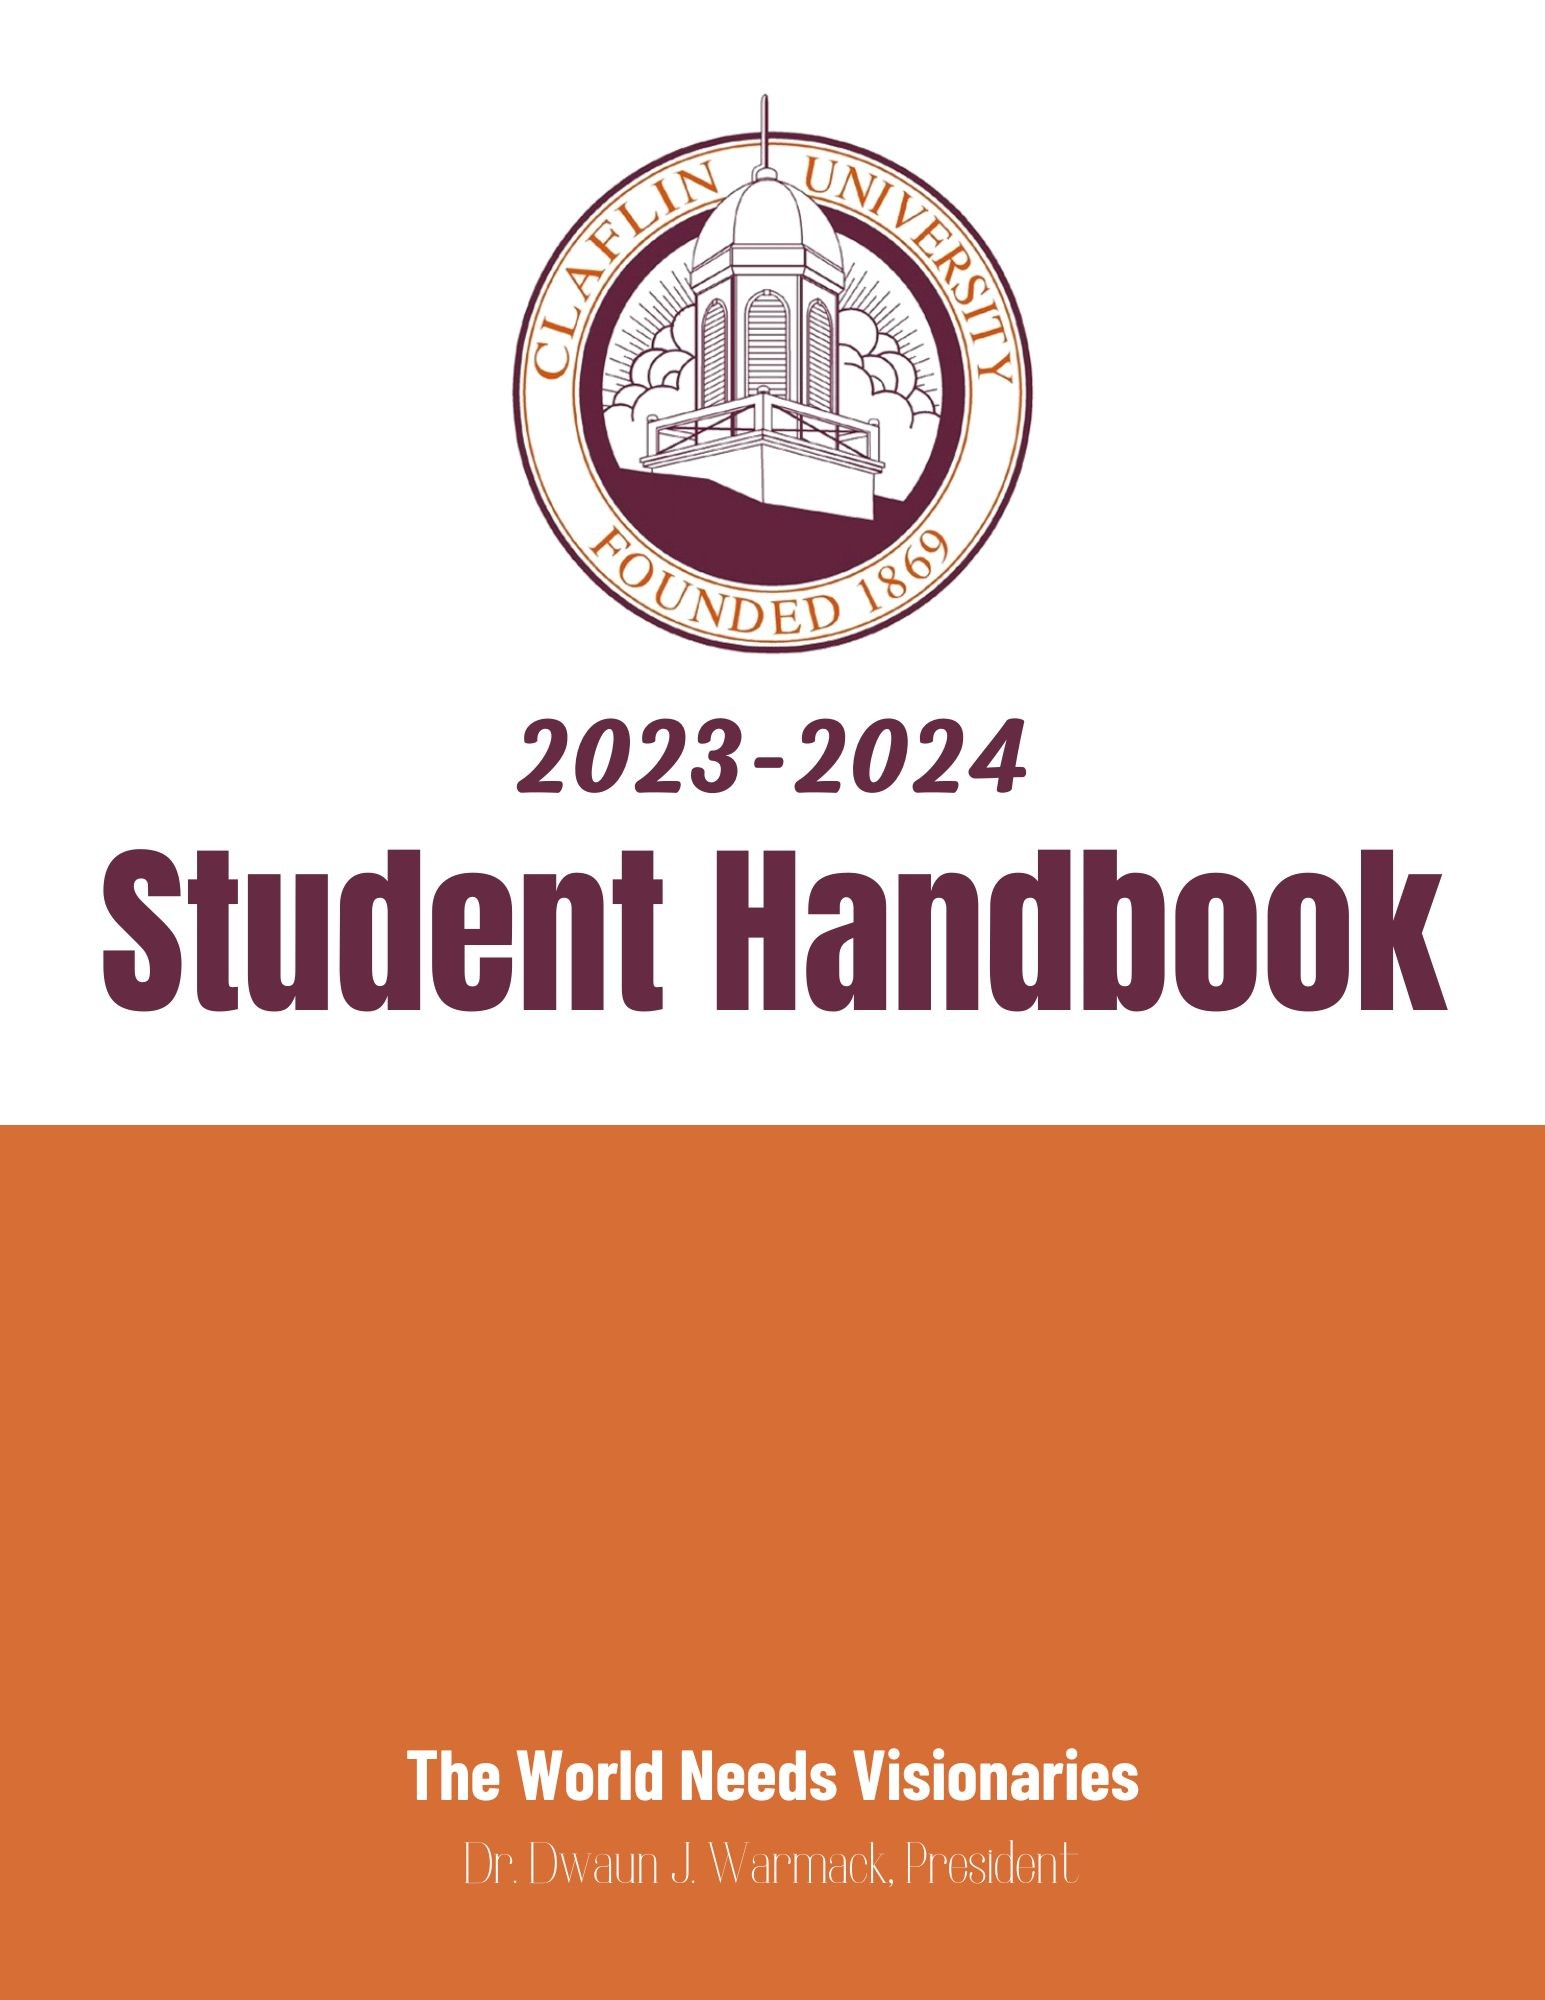 CLAFLIN UNIVERSITY
FOUNDED 1869
2023-2024
Student Handbook
The World Needs Visionaries
Dr. Dwaun J. Warmack, President